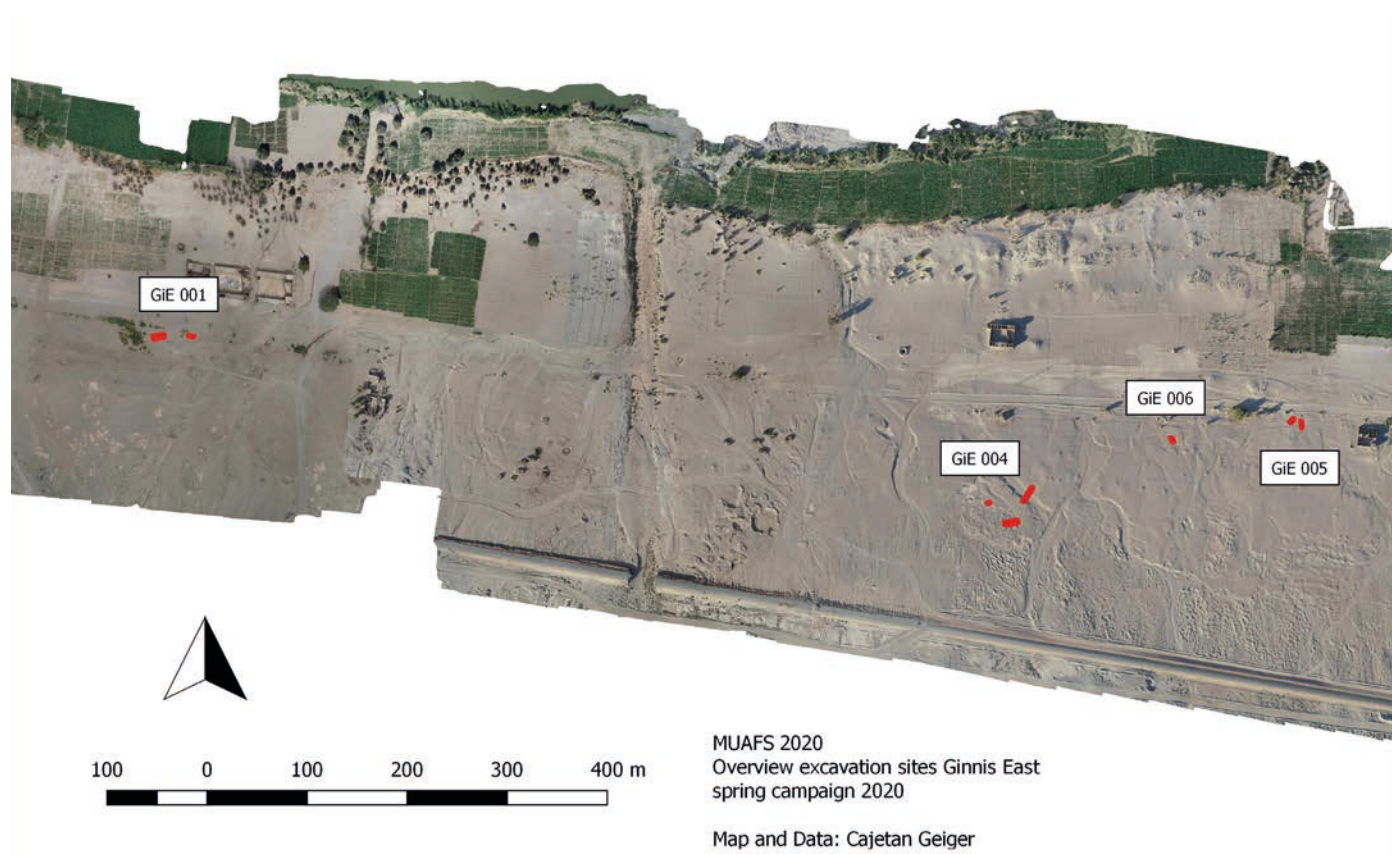 GiE 001
GiE 006
GiE 004
GiE 005
100 0 100 200 300 400 m
MUAFS 2020
Overview excavation sites Ginnis East
spring campaign 2020
Map and Data: Cajetan Geiger